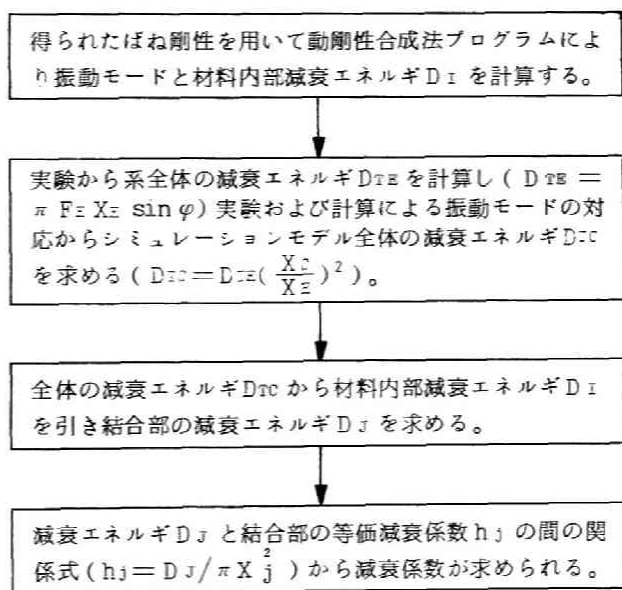 得られたばね剛性を用いて動剛性合成法プログラムによ
り振動モードと材料内部減衰エネルギDIを計算する。
実験から系全体の減衰エネルギDTEを計算し(DTE=
πFEXE sinφ)実験および計算による振動モードの対
応からシミュレーションモデル全体の減衰エネルギDTC
を求める(DTC=DTE(XC/XE)²)。
全体の減衰エネルギDTCから材料内部減衰エネルギDI
を引き結合部の減衰エネルギDJを求める。
減衰エネルギDJと結合部の等価減衰係数hjの間の関
係式(hj=DJ/πXj²)から減衰係数が求められる。